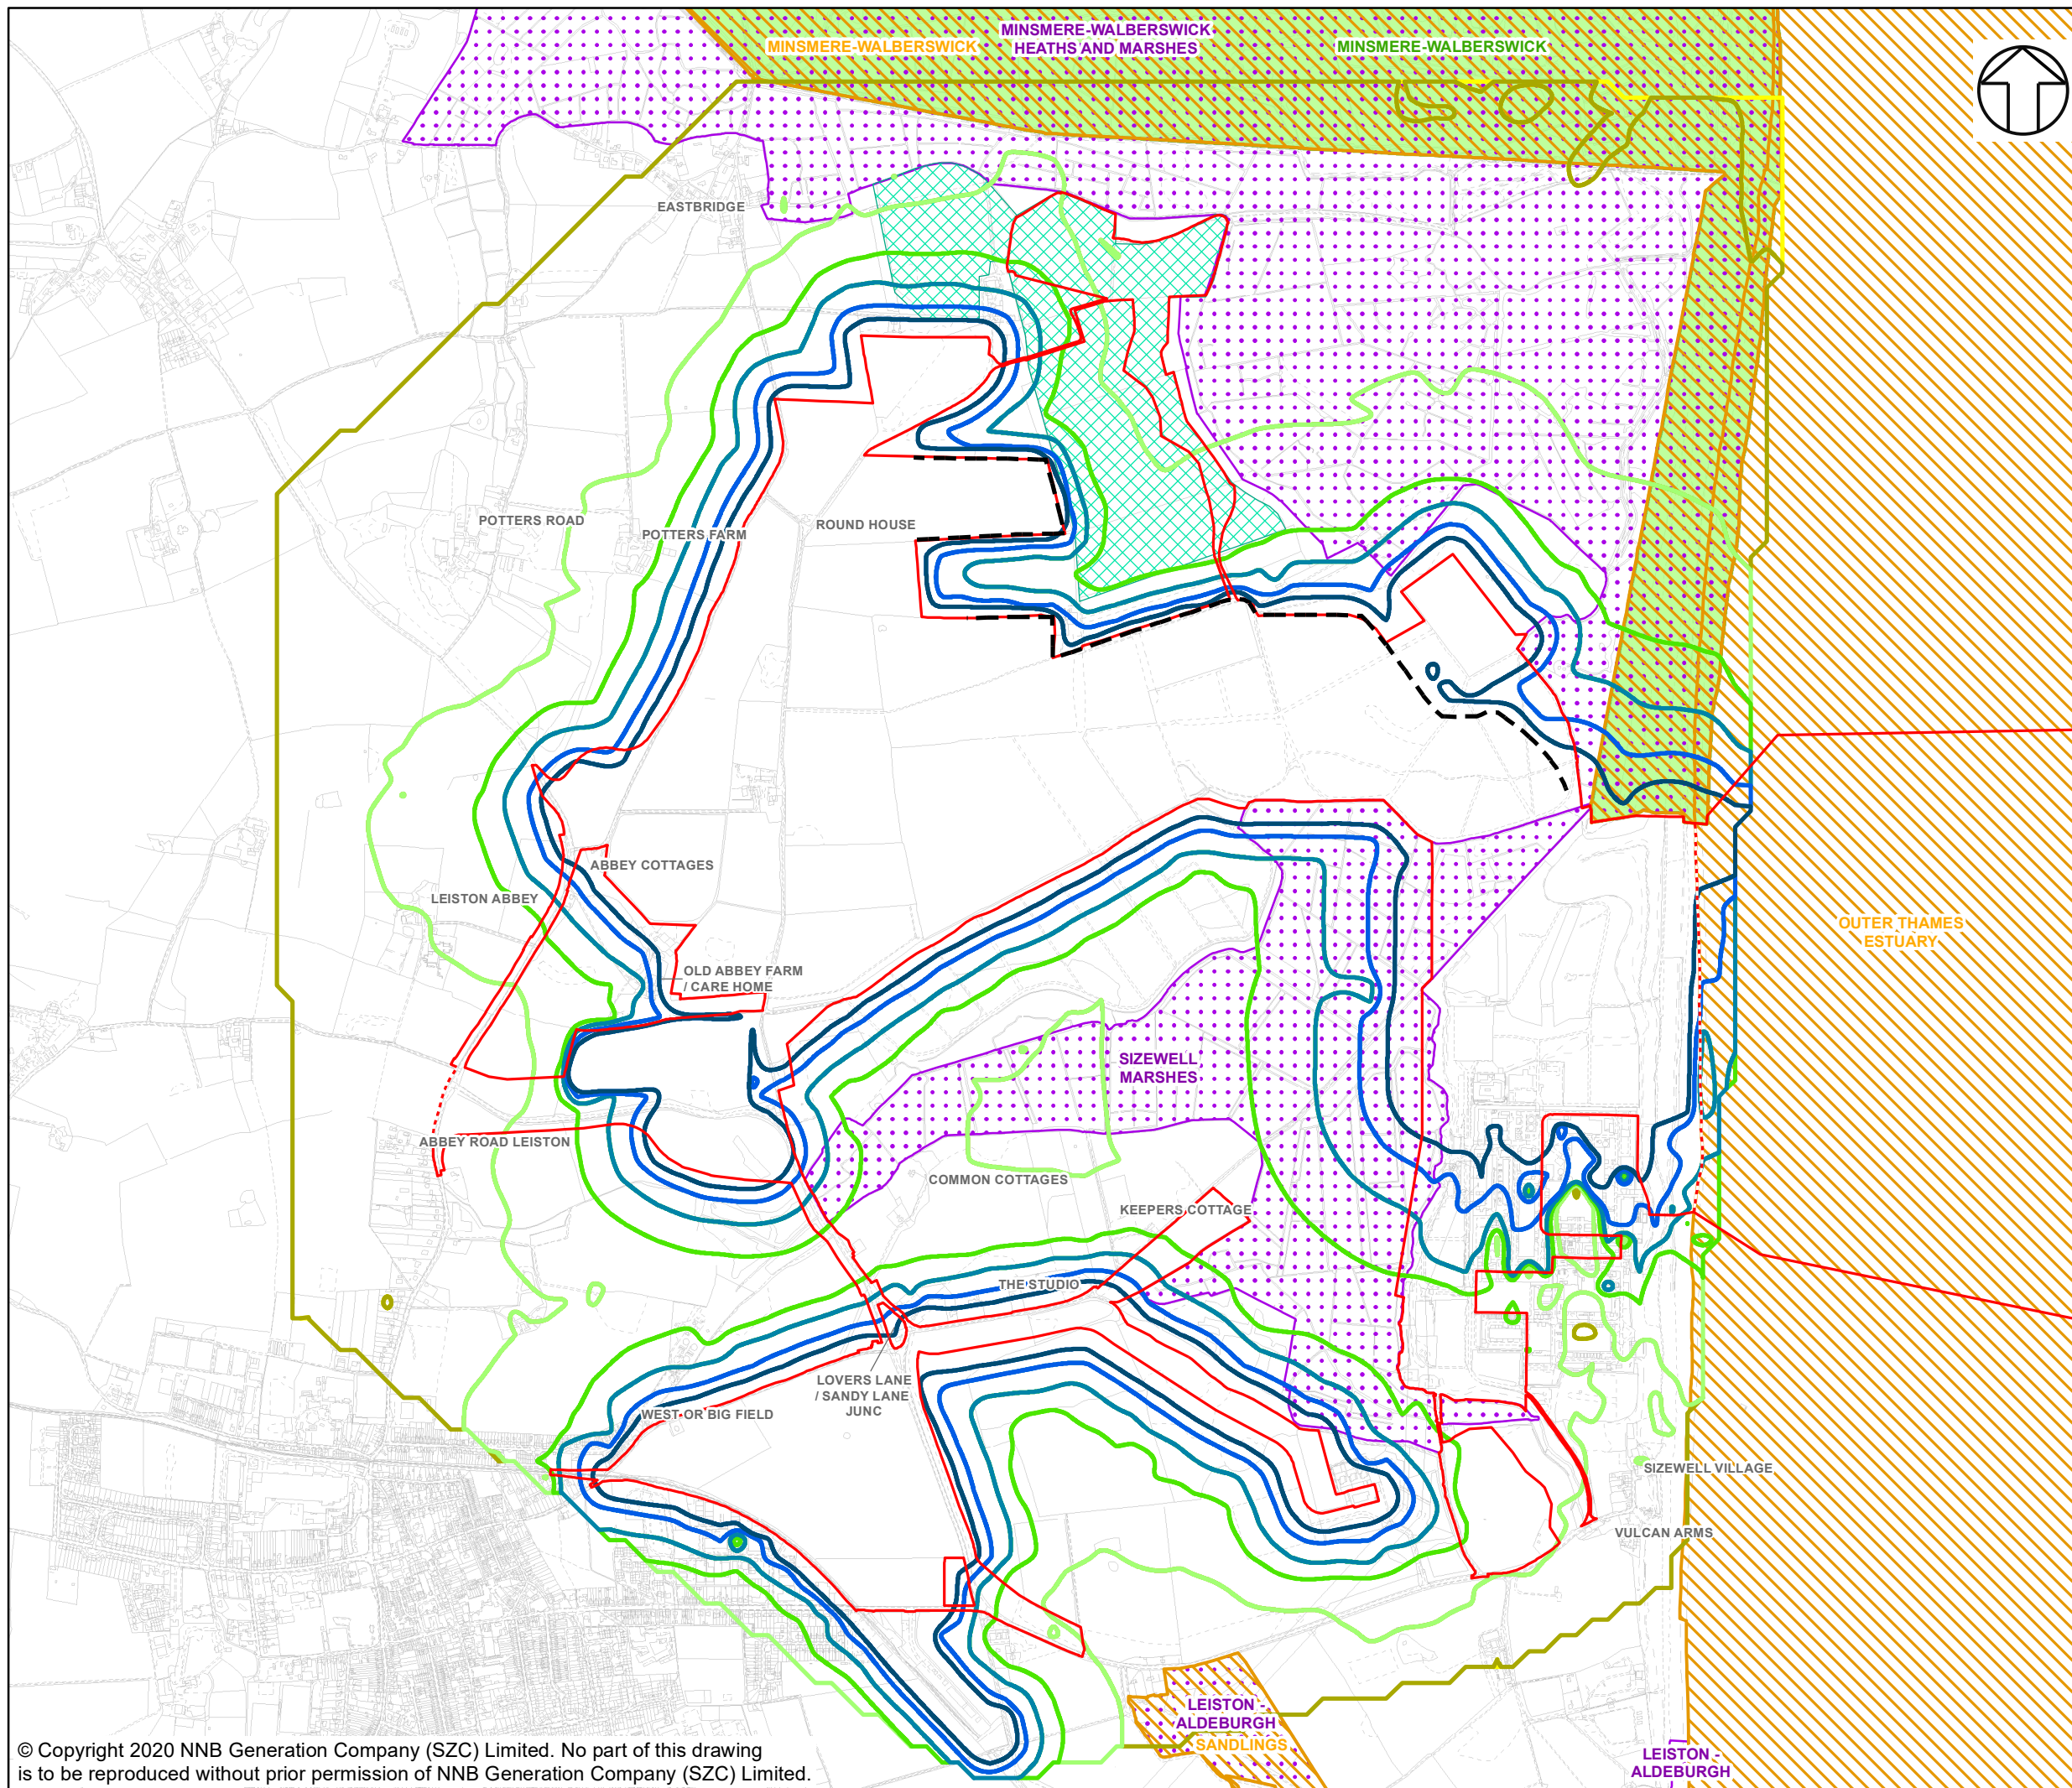 MINSMERE-WALBERSWICK
MINSMERE-WALBERSWICK
HEATHS AND MARSHES
MINSMERE-WALBERSWICK
EASTBRIDGE
POTTERS ROAD
POTTERS FARM
ROUND HOUSE
ABBEY COTTAGES
LEISTON ABBEY
OUTER THAMES
ESTUARY
OLD ABBEY FARM
/ CARE HOME
SIZEWELL
MARSHES
ABBEY ROAD LEISTON
COMMON COTTAGES
KEEPERS COTTAGE
THE STUDIO
LOVERS LANE
/ SANDY LANE
JUNC
WEST OR BIG FIELD
SIZEWELL VILLAGE
VULCAN ARMS
LEISTON -
ALDEBURGH
SANDLINGS
LEISTON -
ALDEBURGH
© Copyright 2020 NNB Generation Company (SZC) Limited. No part of this drawing
is to be reproduced without prior permission of NNB Generation Company (SZC) Limited.